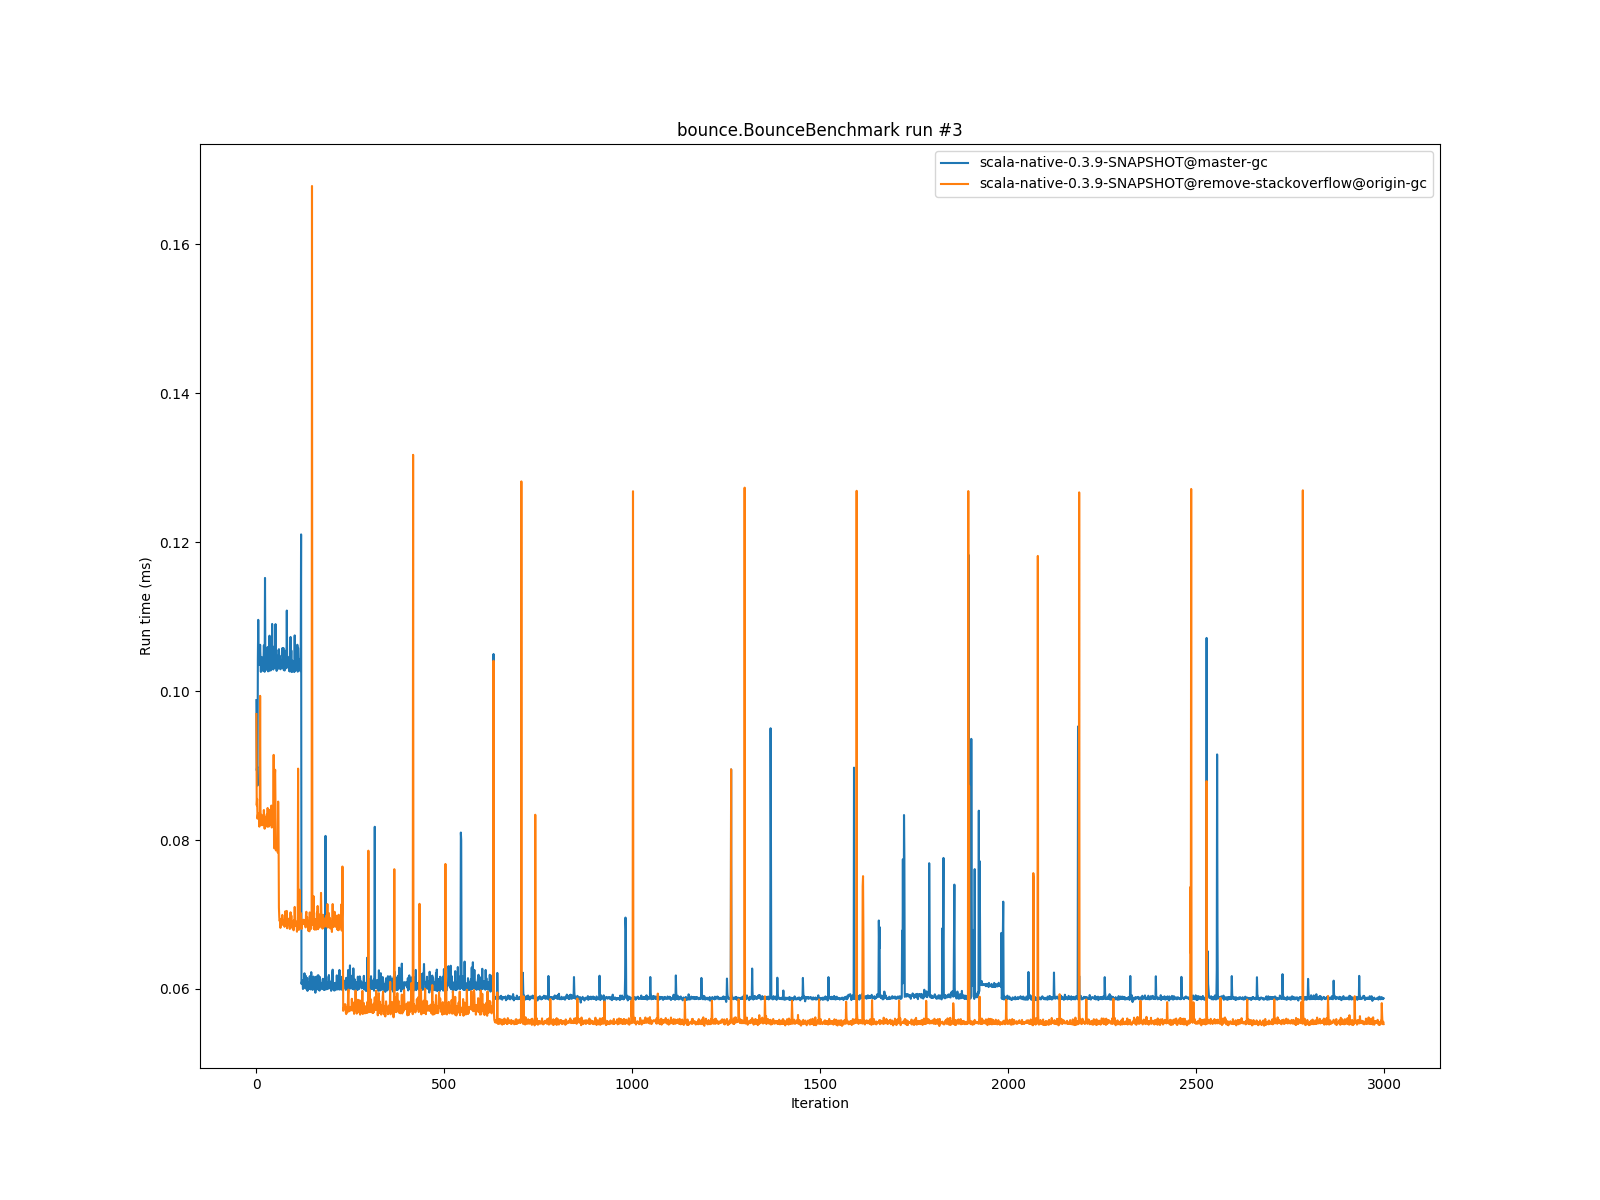 bounce.BounceBenchmark run #3
scala-native-0.3.9-SNAPSHOT@master-gc
scala-native-0.3.9-SNAPSHOT@remove-stackoverflow@origin-gc
Run time (ms)
0.16
0.14
0.12
0.10
0.08
0.06
0
500
1000
1500
2000
2500
3000
Iteration